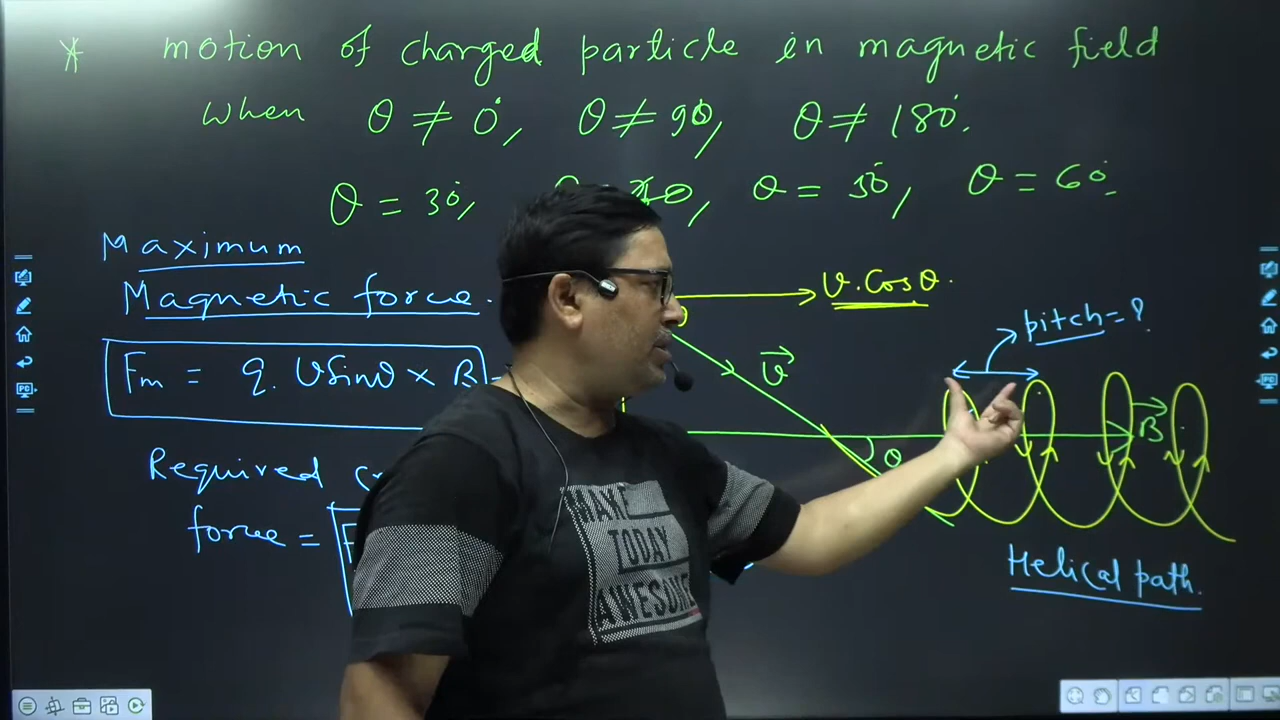 * motion of charged particle in magnetic field
When θ ≠ 0°, θ ≠ 90°, θ ≠ 180°.
θ = 30°, θ = 50°, θ = 60°
Maximum
Magnetic force.
v.Cosθ.
pitch = ?
Fm = q. vSinθ × B
v⃗
B⃗
θ
Required
force =
Helical path.
MAKE
TODAY
AWESOME